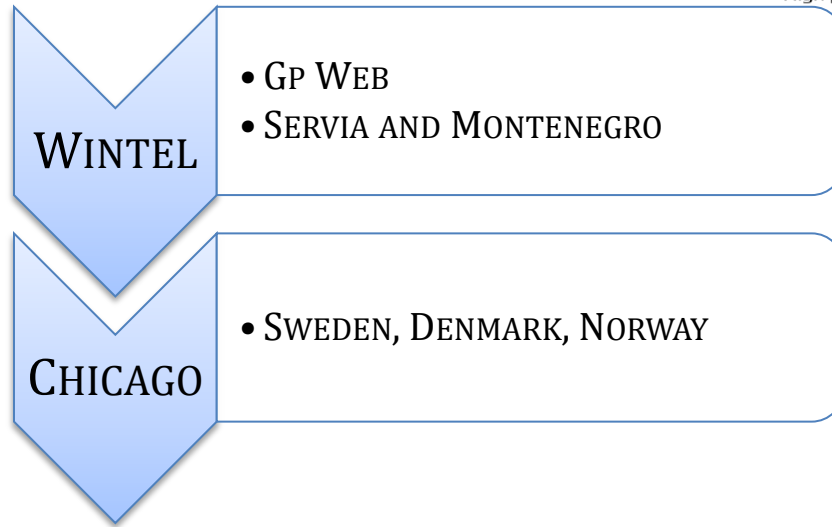 WINTEL
• GP WEB
• SERVIA AND MONTENEGRO
CHICAGO
• SWEDEN, DENMARK, NORWAY